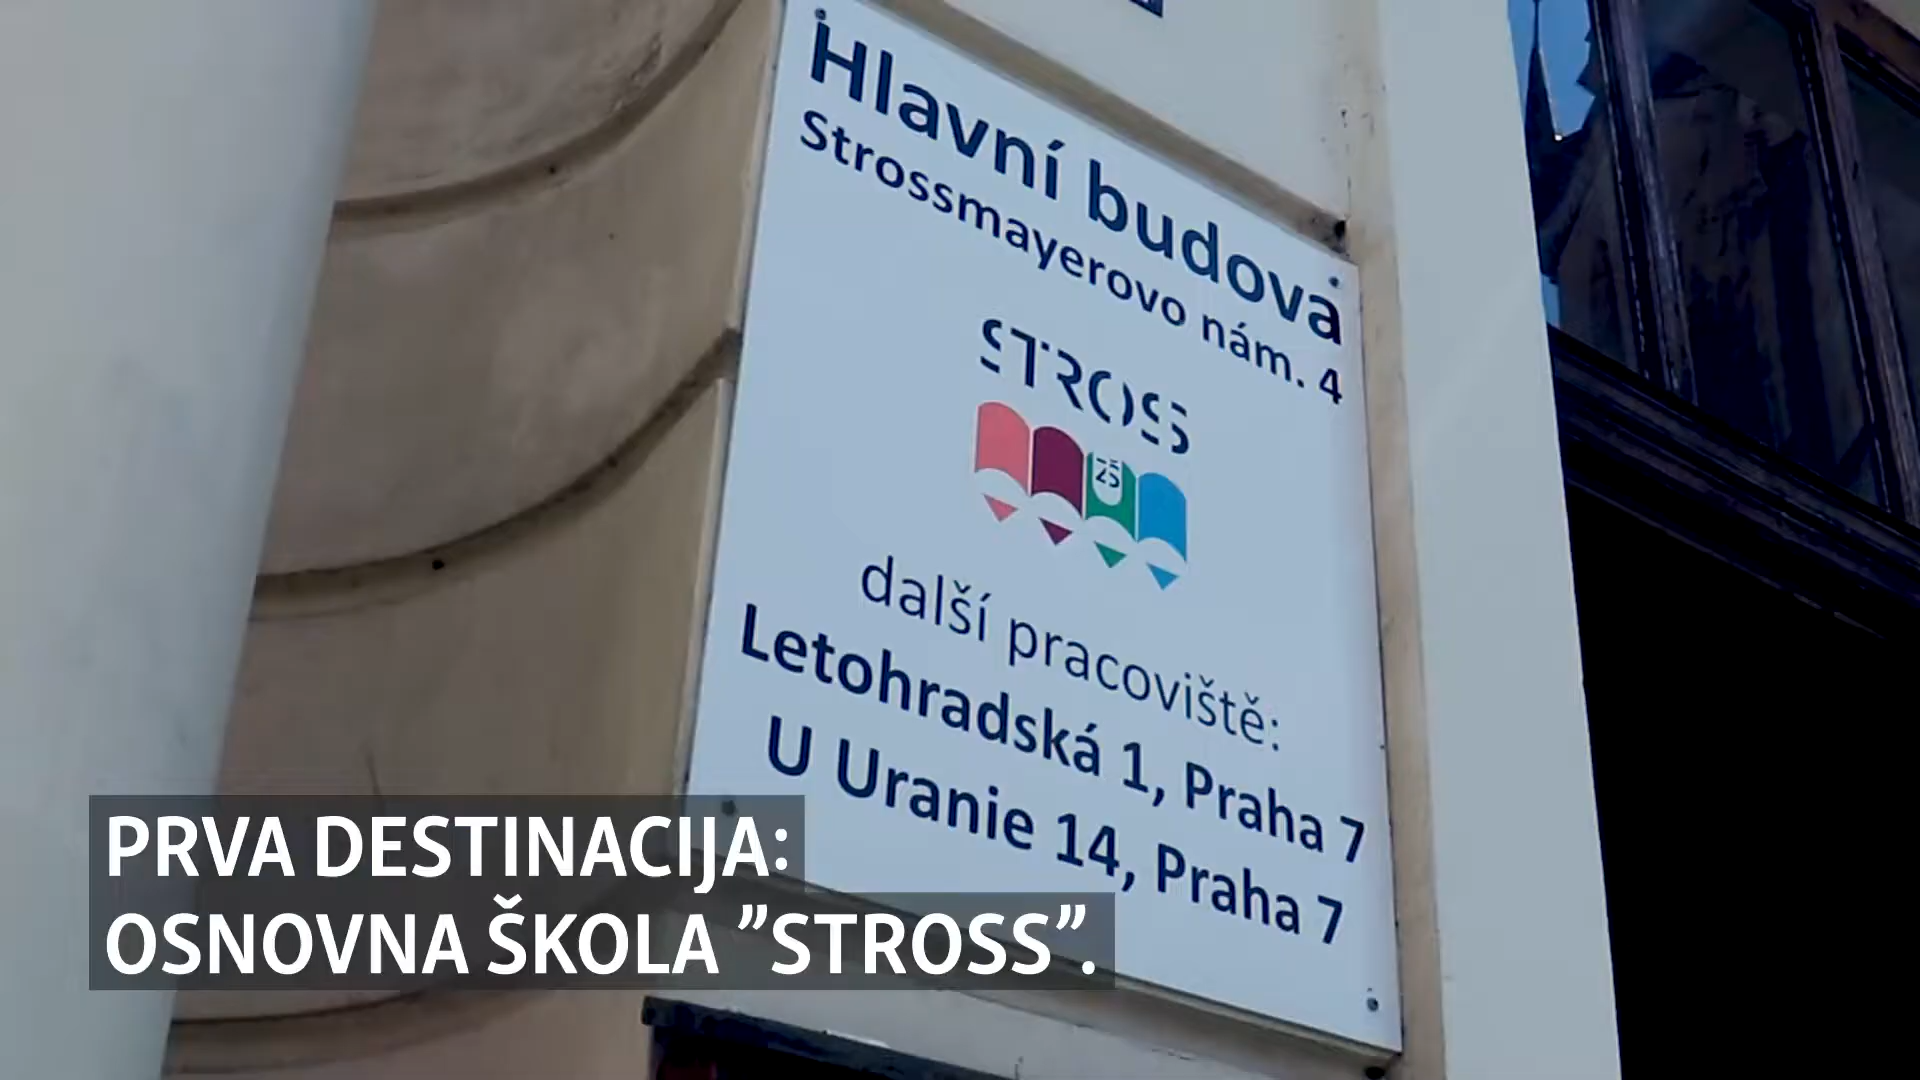 Hlavní budova
Strossmayerovo nám. 4
STROSS
ZŠ
další pracoviště:
Letohradská 1, Praha 7
U Uranie 14, Praha 7
PRVA DESTINACIJA:
OSNOVNA ŠKOLA ”STROSS”.